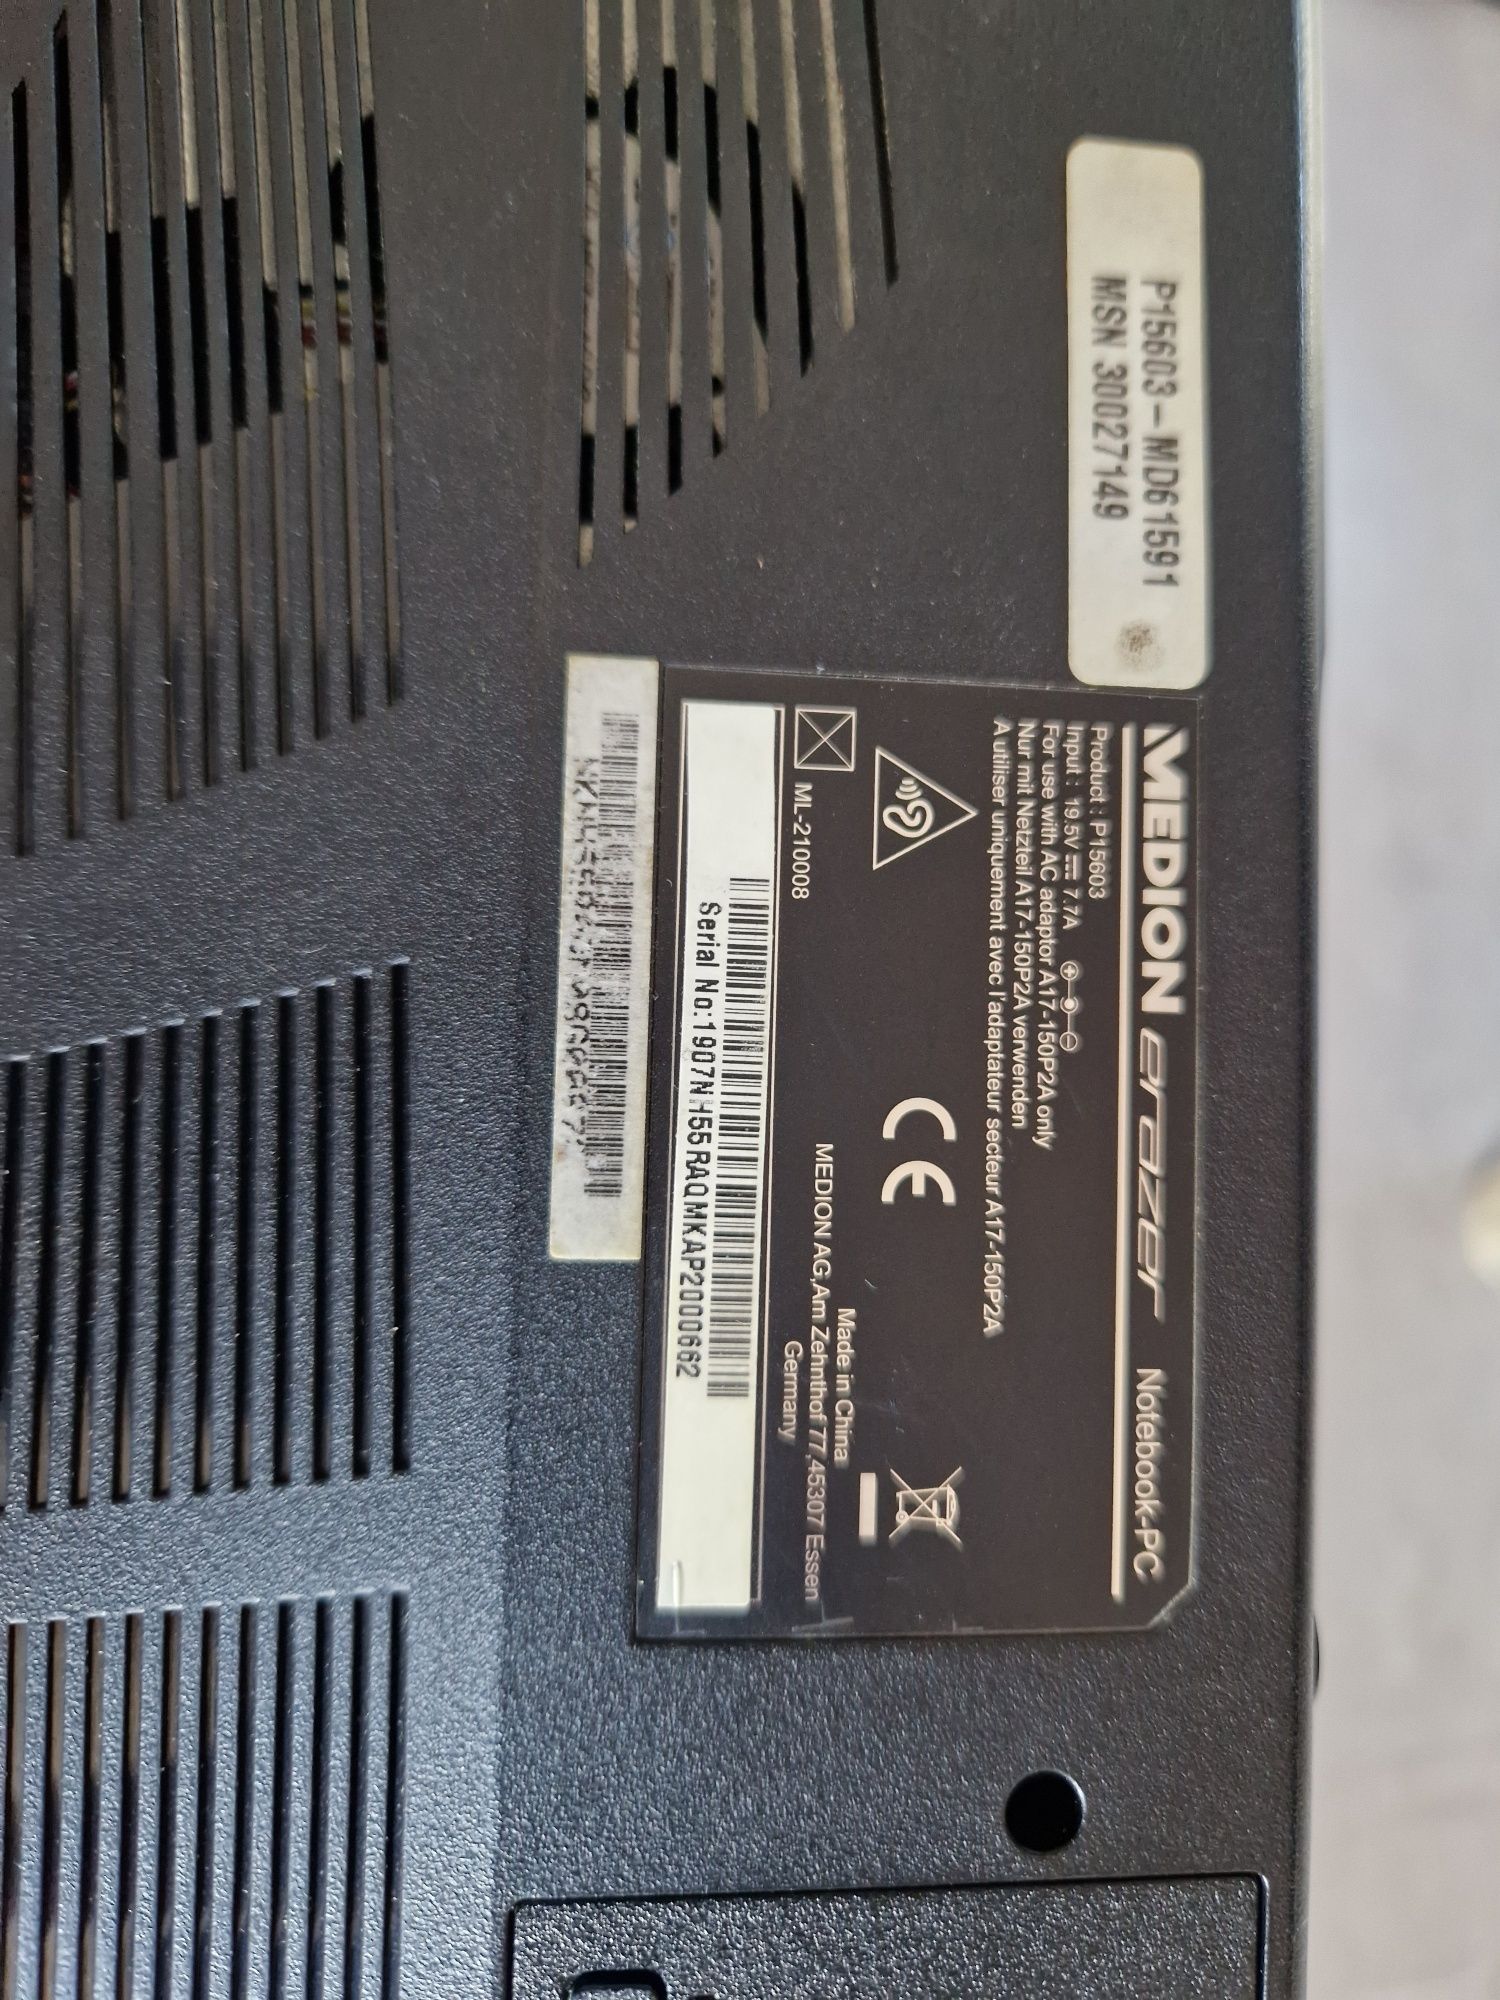 P15603-MD61591
MSN 30027149
MEDION erazer Notebook-PC
Product : P15603
Input : 19.5V ⎓ 7.7A
For use with AC adaptor A17-150P2A only
Nur mit Netzteil A17-150P2A verwenden
A utiliser uniquement avec l'adaptateur secteur A17-150P2A
CE
Made in China
MEDION AG,Am Zehnthof 77,45307 Essen
Germany
ML-210008
Serial No:1907NH55RAQMKAP2000662